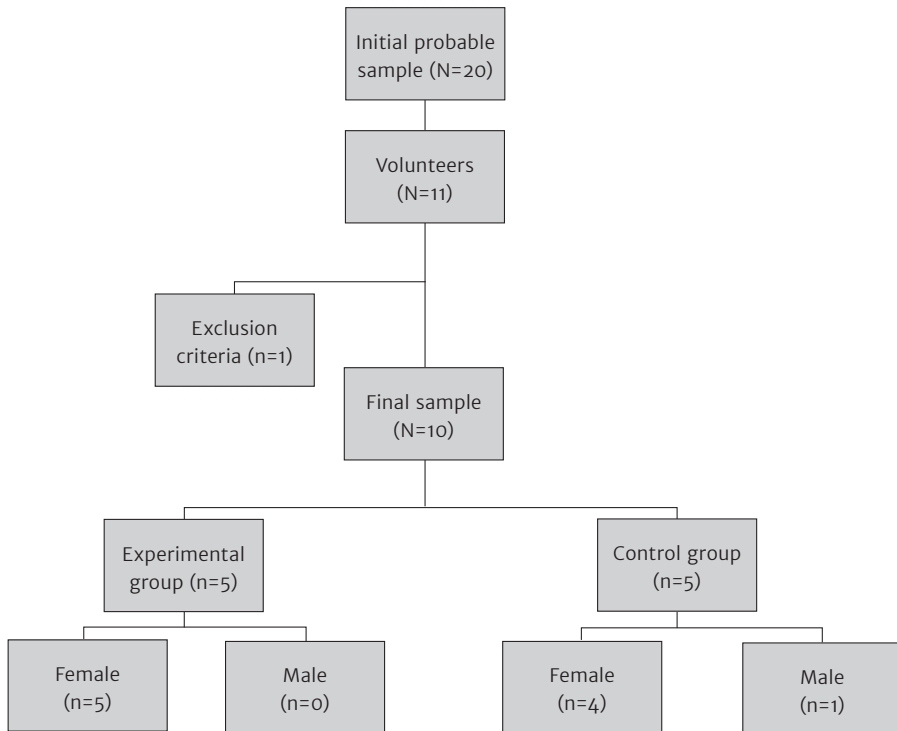 Initial probable
sample (N=20)
Volunteers
(N=11)
Exclusion
criteria (n=1)
Final sample
(N=10)
Experimental
group (n=5)
Control group
(n=5)
Female
(n=5)
Male
(n=0)
Female
(n=4)
Male
(n=1)